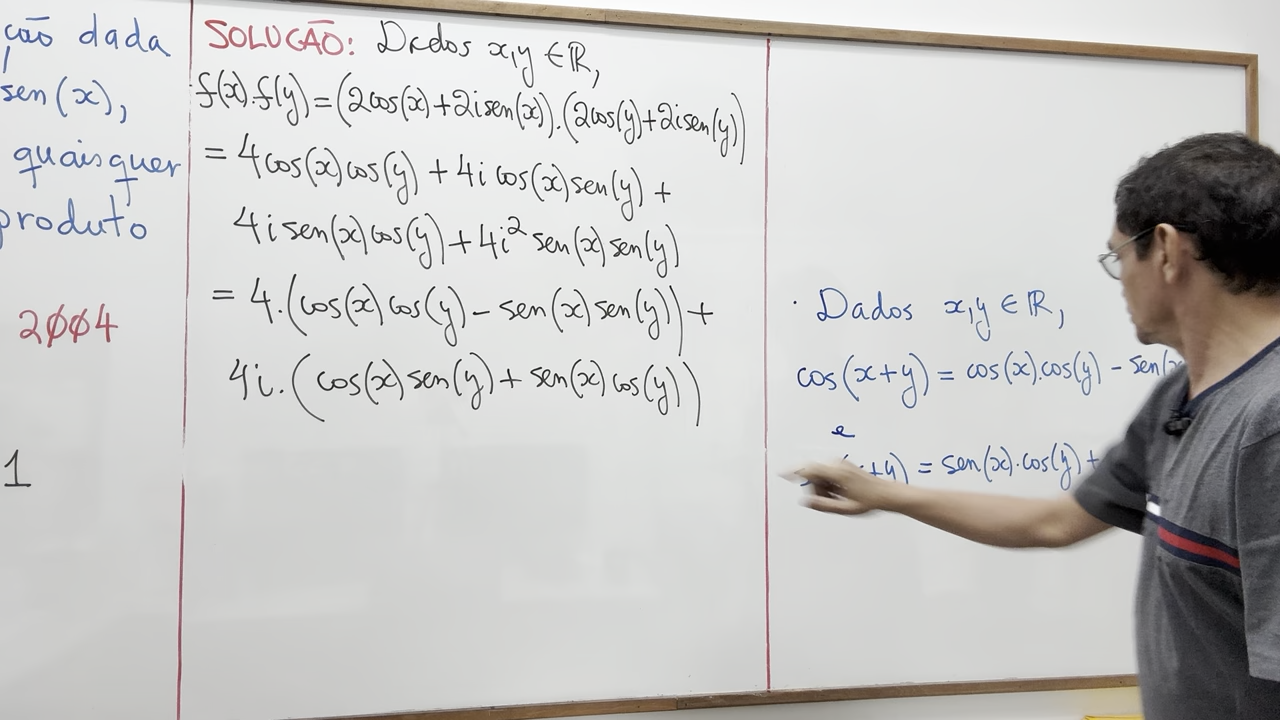 ção dada
sen(x),
quaisquer
produto
2004
1
SOLUÇÃO: Dados x,y ∈ ℝ,
f(x).f(y) = (2cos(x)+2isen(x)).(2cos(y)+2isen(y))
= 4cos(x)cos(y) + 4i cos(x)sen(y) +
4isen(x)cos(y) + 4i² sen(x)sen(y)
= 4.(cos(x)cos(y) - sen(x)sen(y)) +
4i.(cos(x)sen(y) + sen(x)cos(y))
· Dados x,y ∈ ℝ,
cos(x+y) = cos(x).cos(y) - sen(x
e
+y) = sen(x).cos(y) +